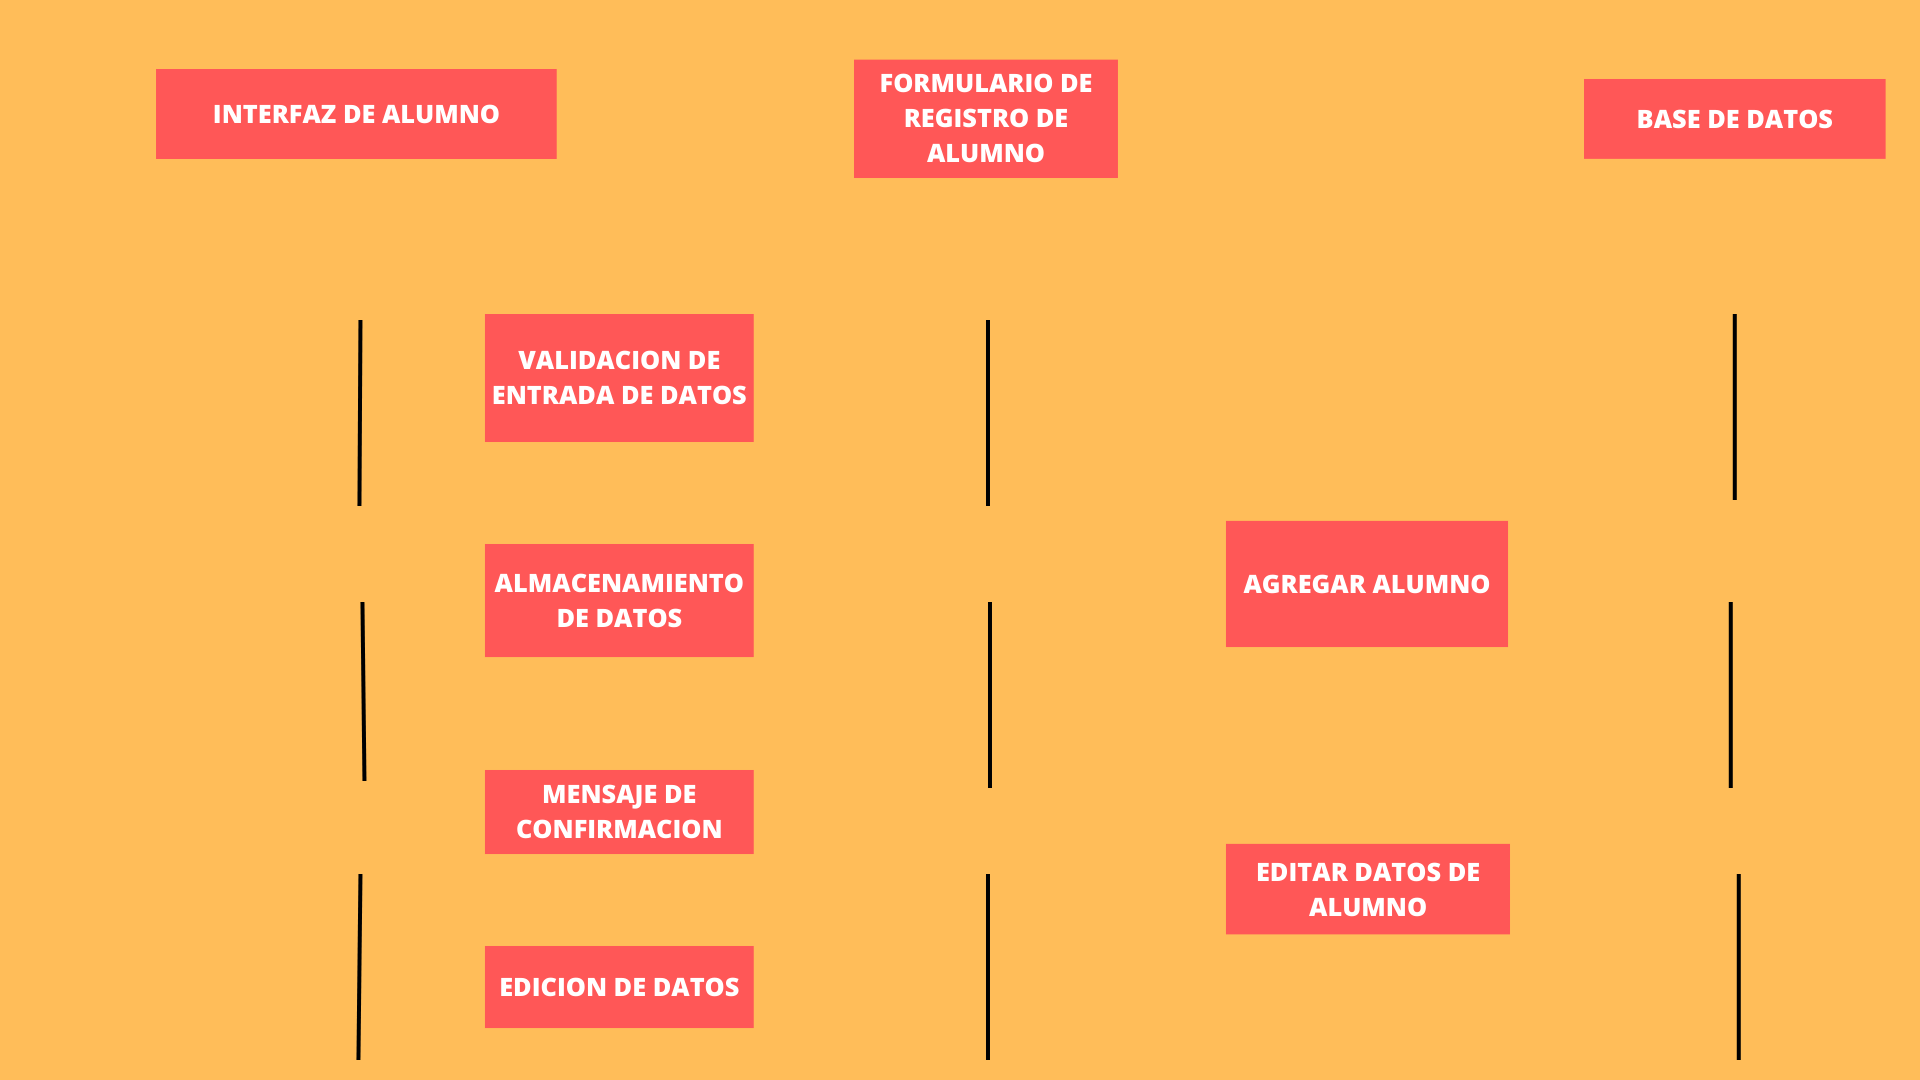 INTERFAZ DE ALUMNO
FORMULARIO DE
REGISTRO DE
ALUMNO
BASE DE DATOS
VALIDACION DE
ENTRADA DE DATOS
ALMACENAMIENTO
DE DATOS
AGREGAR ALUMNO
MENSAJE DE
CONFIRMACION
EDITAR DATOS DE
ALUMNO
EDICION DE DATOS